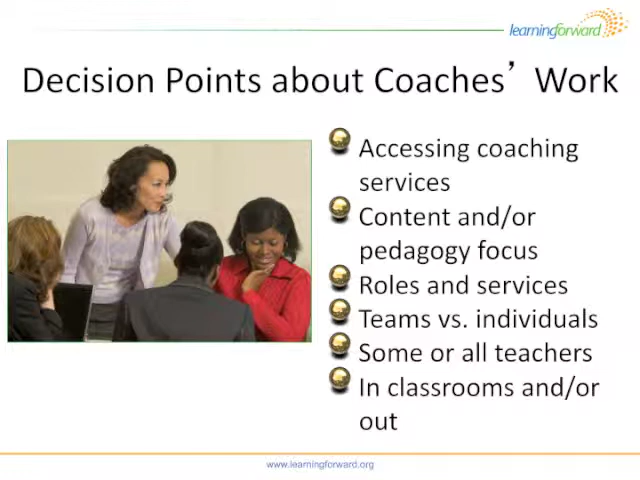 learningforward
Decision Points about Coaches’ Work
Accessing coaching
services
Content and/or
pedagogy focus
Roles and services
Teams vs. individuals
Some or all teachers
In classrooms and/or
out
www.learningforward.org